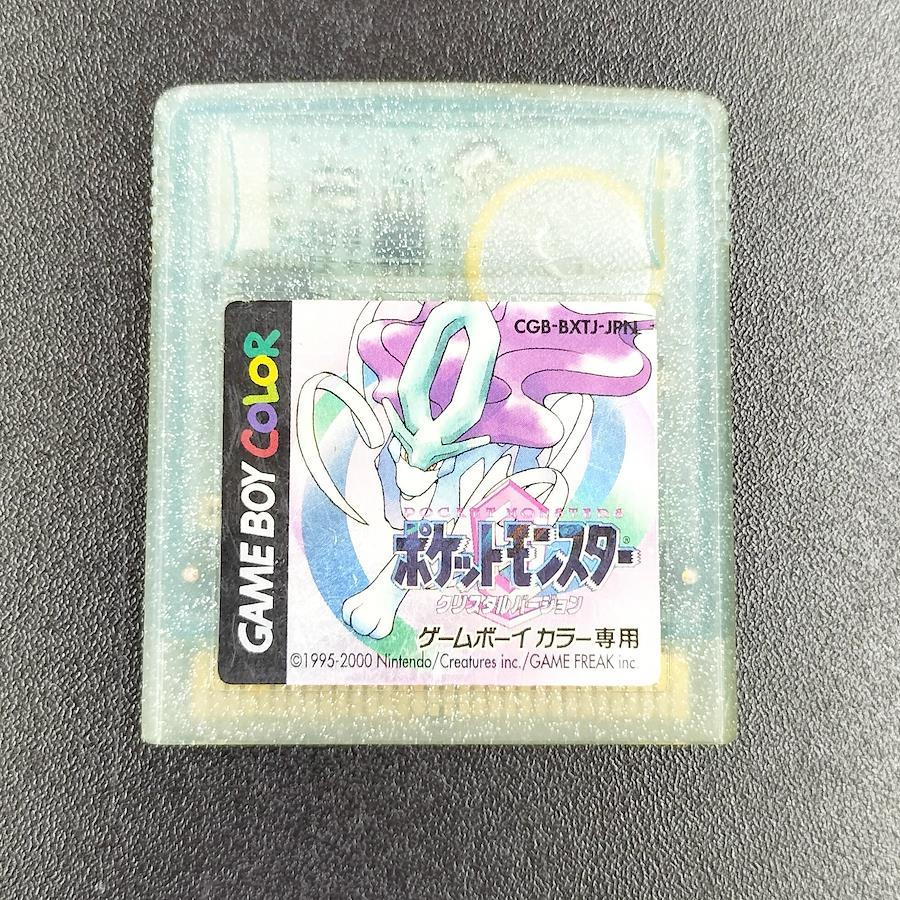 GAME BOY COLOR
CGB-BXTJ-JPN
POCKET MONSTERS
ポケットモンスター®
クリスタルバージョン
ゲームボーイ カラー専用
©1995-2000 Nintendo/Creatures inc./GAME FREAK inc.